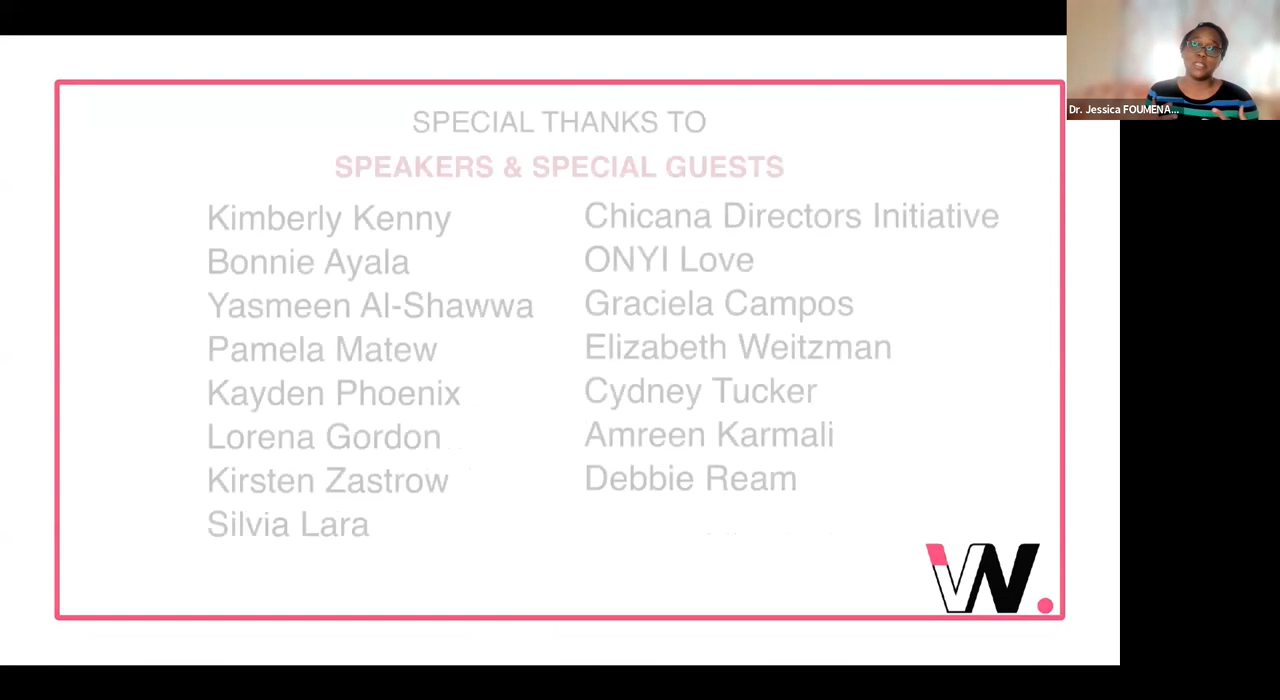 SPECIAL THANKS TO
SPEAKERS & SPECIAL GUESTS
Kimberly Kenny
Bonnie Ayala
Yasmeen Al-Shawwa
Pamela Matew
Kayden Phoenix
Lorena Gordon
Kirsten Zastrow
Silvia Lara
Chicana Directors Initiative
ONYI Love
Graciela Campos
Elizabeth Weitzman
Cydney Tucker
Amreen Karmali
Debbie Ream
W.
Dr. Jessica FOUMENA...